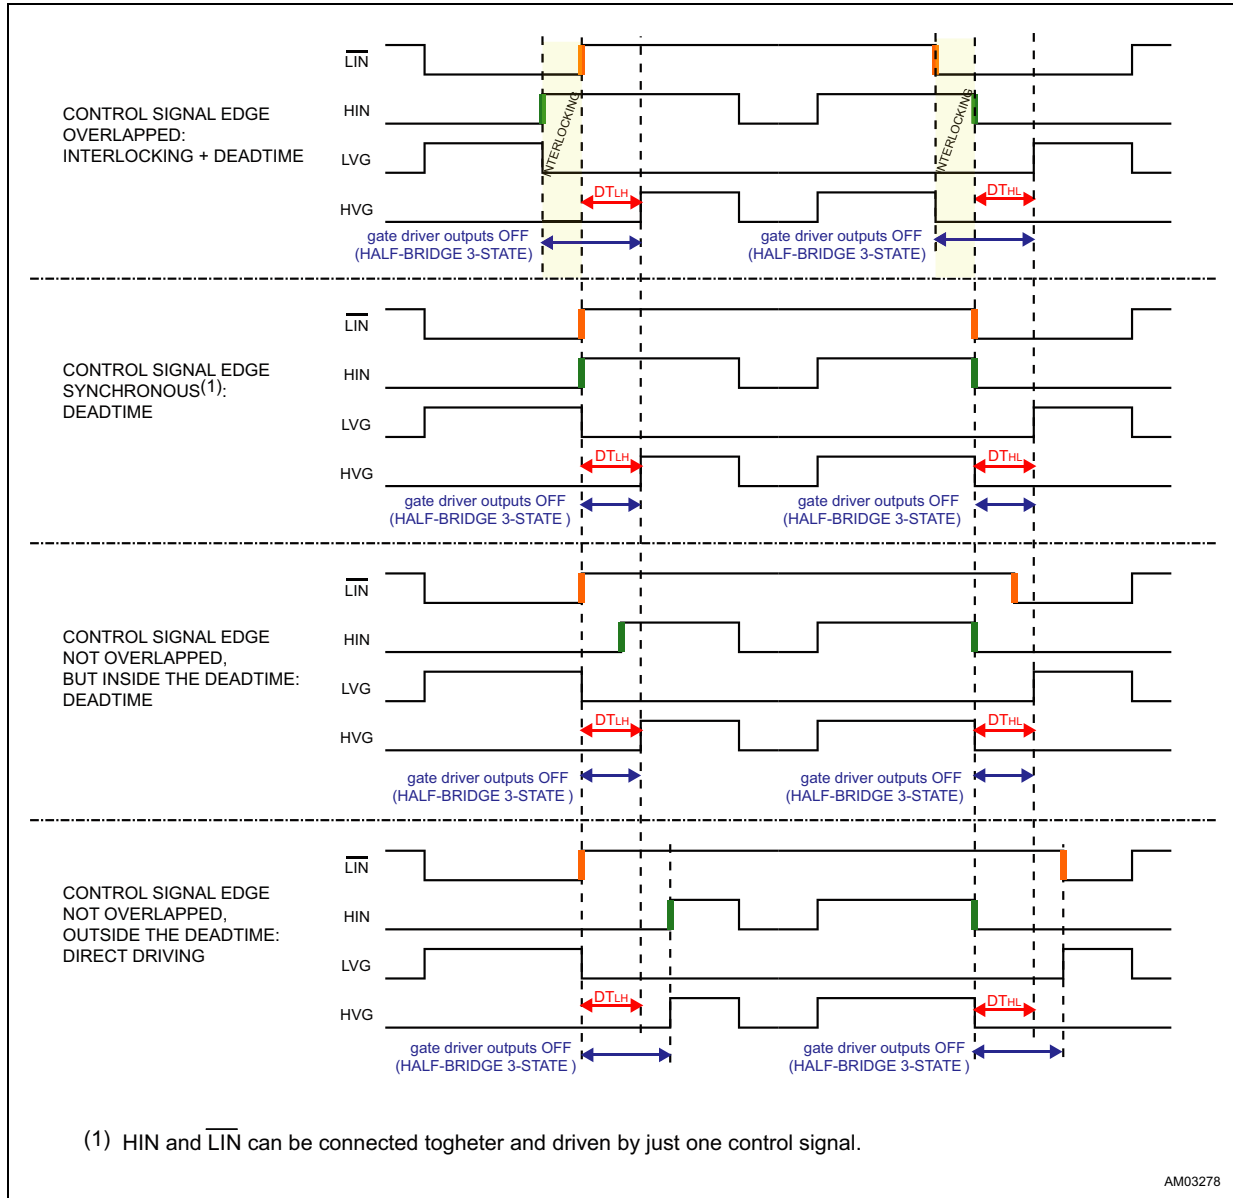 CONTROL SIGNAL EDGE
OVERLAPPED:
INTERLOCKING + DEADTIME
LIN
HIN
LVG
HVG
INTERLOCKING
INTERLOCKING
DTLH
DTHL
gate driver outputs OFF
(HALF-BRIDGE 3-STATE)
gate driver outputs OFF
(HALF-BRIDGE 3-STATE)
CONTROL SIGNAL EDGE
SYNCHRONOUS(1):
DEADTIME
LIN
HIN
LVG
HVG
DTLH
DTHL
gate driver outputs OFF
(HALF-BRIDGE 3-STATE )
gate driver outputs OFF
(HALF-BRIDGE 3-STATE)
CONTROL SIGNAL EDGE
NOT OVERLAPPED,
BUT INSIDE THE DEADTIME:
DEADTIME
LIN
HIN
LVG
HVG
DTLH
DTHL
gate driver outputs OFF
(HALF-BRIDGE 3-STATE )
gate driver outputs OFF
(HALF-BRIDGE 3-STATE)
CONTROL SIGNAL EDGE
NOT OVERLAPPED,
OUTSIDE THE DEADTIME:
DIRECT DRIVING
LIN
HIN
LVG
HVG
DTLH
DTHL
gate driver outputs OFF
(HALF-BRIDGE 3-STATE )
gate driver outputs OFF
(HALF-BRIDGE 3-STATE )
(1) HIN and LIN can be connected togheter and driven by just one control signal.
AM03278